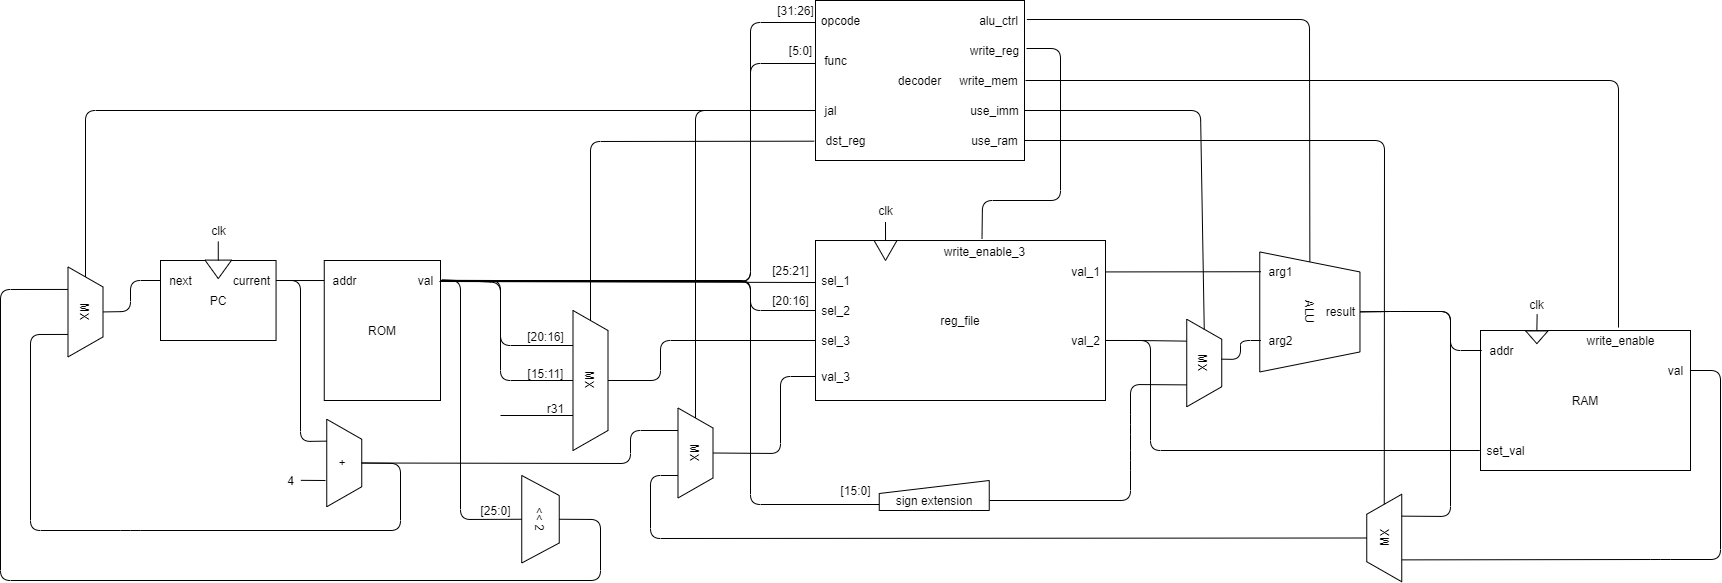 [31:26]
opcode
alu_ctrl
[5:0]
func
write_reg
decoder
write_mem
jal
use_imm
dst_reg
use_ram
clk
clk
write_enable_3
next
current
PC
MX
addr
val
ROM
[25:21]
sel_1
val_1
[20:16]
sel_2
reg_file
[20:16]
sel_3
val_2
[15:11]
MX
val_3
r31
arg1
ALU
result
arg2
MX
clk
write_enable
addr
val
RAM
set_val
+
4
MX
[15:0]
sign extension
[25:0]
<< 2
MX